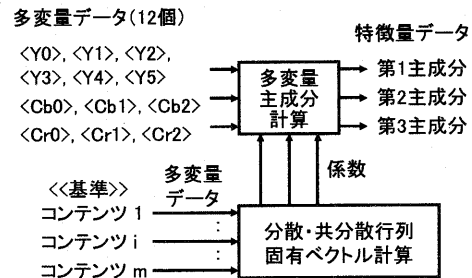 多変量データ(12個)
特徴量データ
<Y0>, <Y1>, <Y2>,
<Y3>, <Y4>, <Y5>
<Cb0>, <Cb1>, <Cb2>
<Cr0>, <Cr1>, <Cr2>
多変量
主成分
計算
第1主成分
第2主成分
第3主成分
係数
<<基準>>
多変量
データ
コンテンツ 1
:
コンテンツ i
:
コンテンツ m
分散・共分散行列
固有ベクトル計算